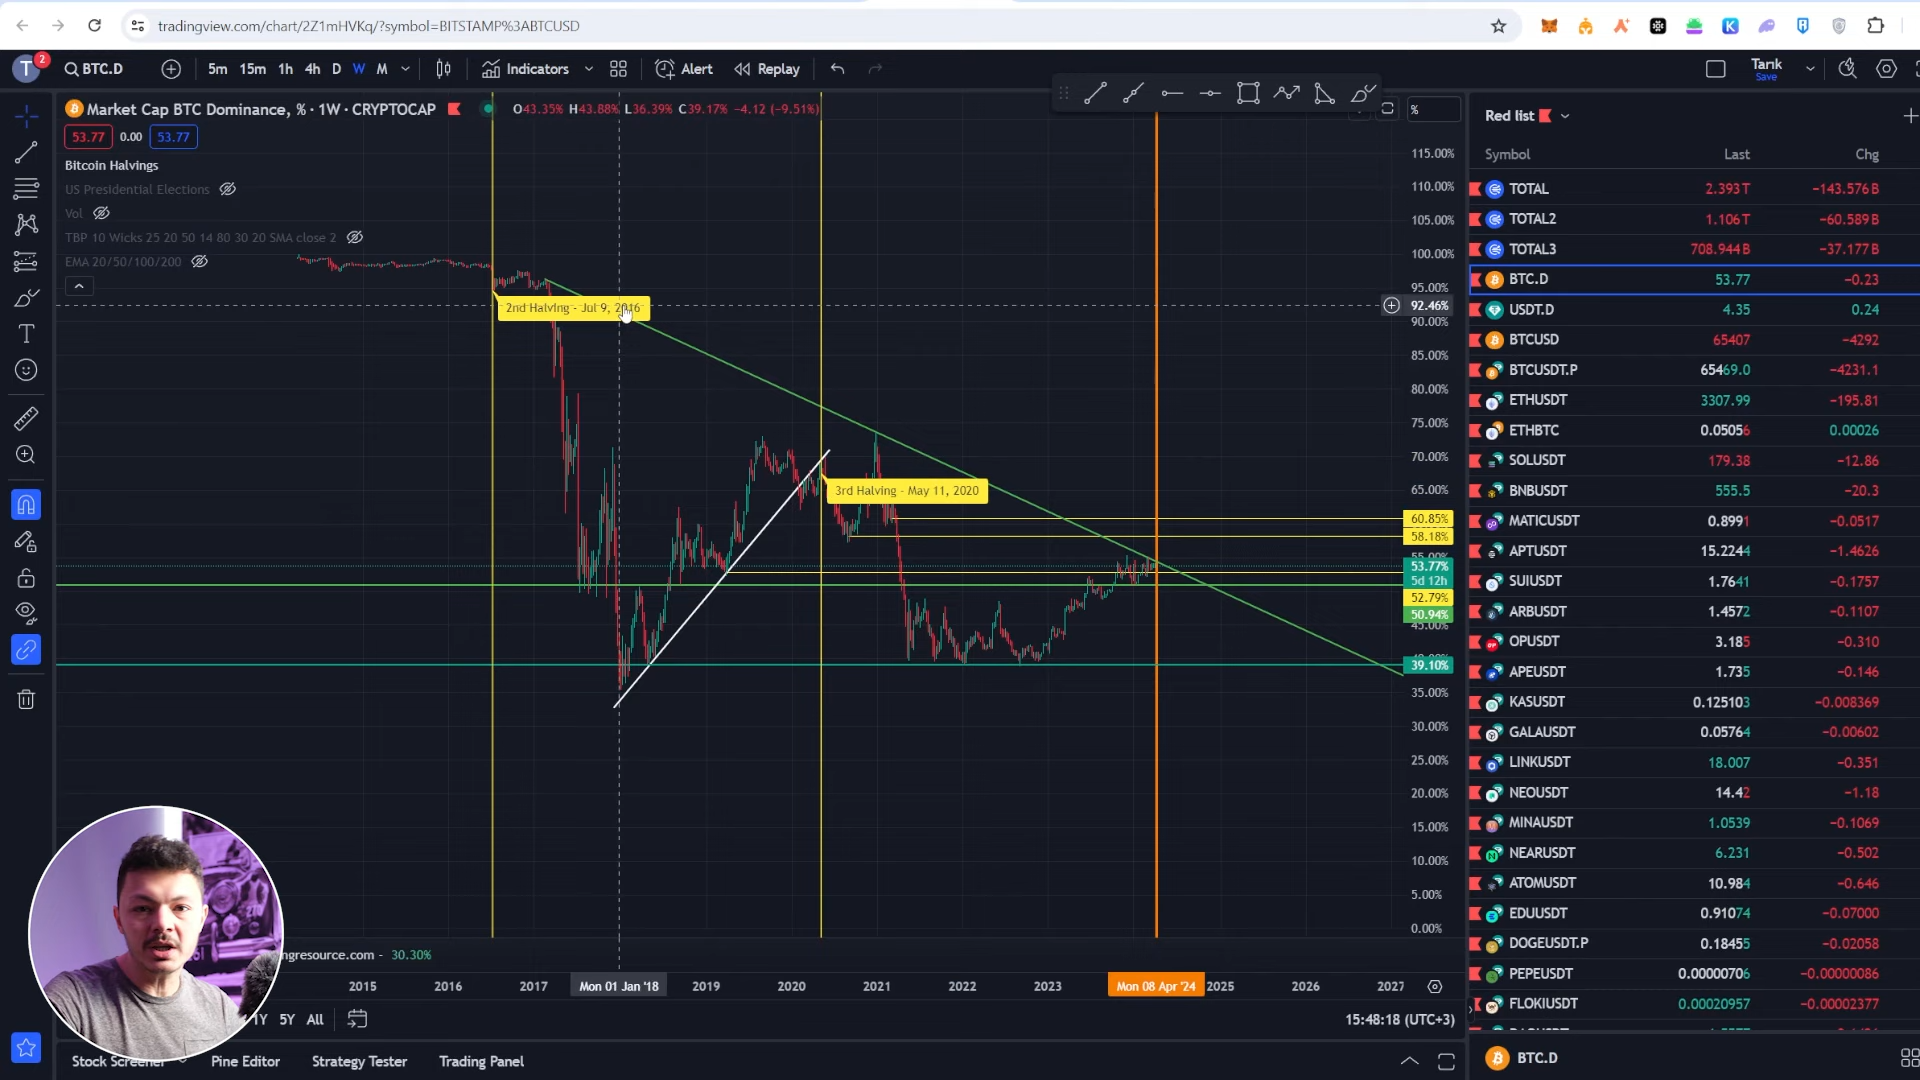 tradingview.com/chart/2Z1mHVKq/?symbol=BITSTAMP%3ABTCUSD
T 2 BTC.D 5m 15m 1h 4h D W M Indicators Alert Replay Tarık
Save
Market Cap BTC Dominance, % · 1W · CRYPTOCAP O43.35% H43.88% L36.39% C39.17% −4.12 (−9.51%) %
53.77 0.00 53.77
Bitcoin Halvings
US Presidential Elections
Vol
TBP 10 Wicks 25 20 50 14 80 30 20 SMA close 2
EMA 20/50/100/200
2nd Halving - Jul 9, 2016
3rd Halving - May 11, 2020
115.00%
110.00%
105.00%
100.00%
95.00%
92.46%
90.00%
85.00%
80.00%
75.00%
70.00%
65.00%
60.85%
58.18%
55.00%
53.77%
5d 12h
52.79%
50.94%
45.00%
39.10%
35.00%
30.00%
25.00%
20.00%
15.00%
10.00%
5.00%
0.00%
ngresource.com - 30.30%
2015 2016 2017 Mon 01 Jan '18 2019 2020 2021 2022 2023 Mon 08 Apr '24 2025 2026 2027
1Y 5Y All 15:48:18 (UTC+3)
Stock Screener Pine Editor Strategy Tester Trading Panel
Red list
Symbol Last Chg
TOTAL 2.393T −143.576B
TOTAL2 1.106T −60.589B
TOTAL3 708.944B −37.177B
BTC.D 53.77 −0.23
USDT.D 4.35 0.24
BTCUSD 65407 −4292
BTCUSDT.P 65469.0 −4231.1
ETHUSDT 3307.99 −195.81
ETHBTC 0.05056 0.00026
SOLUSDT 179.38 −12.86
BNBUSDT 555.5 −20.3
MATICUSDT 0.8991 −0.0517
APTUSDT 15.2244 −1.4626
SUIUSDT 1.7641 −0.1757
ARBUSDT 1.4572 −0.1107
OPUSDT 3.185 −0.310
APEUSDT 1.735 −0.146
KASUSDT 0.125103 −0.008369
GALAUSDT 0.05764 −0.00602
LINKUSDT 18.007 −0.351
NEOUSDT 14.42 −1.18
MINAUSDT 1.0539 −0.1069
NEARUSDT 6.231 −0.502
ATOMUSDT 10.984 −0.646
EDUUSDT 0.91074 −0.07000
DOGEUSDT.P 0.18455 −0.02058
PEPEUSDT 0.00000706 −0.00000086
FLOKIUSDT 0.00020957 −0.00002377
BTC.D